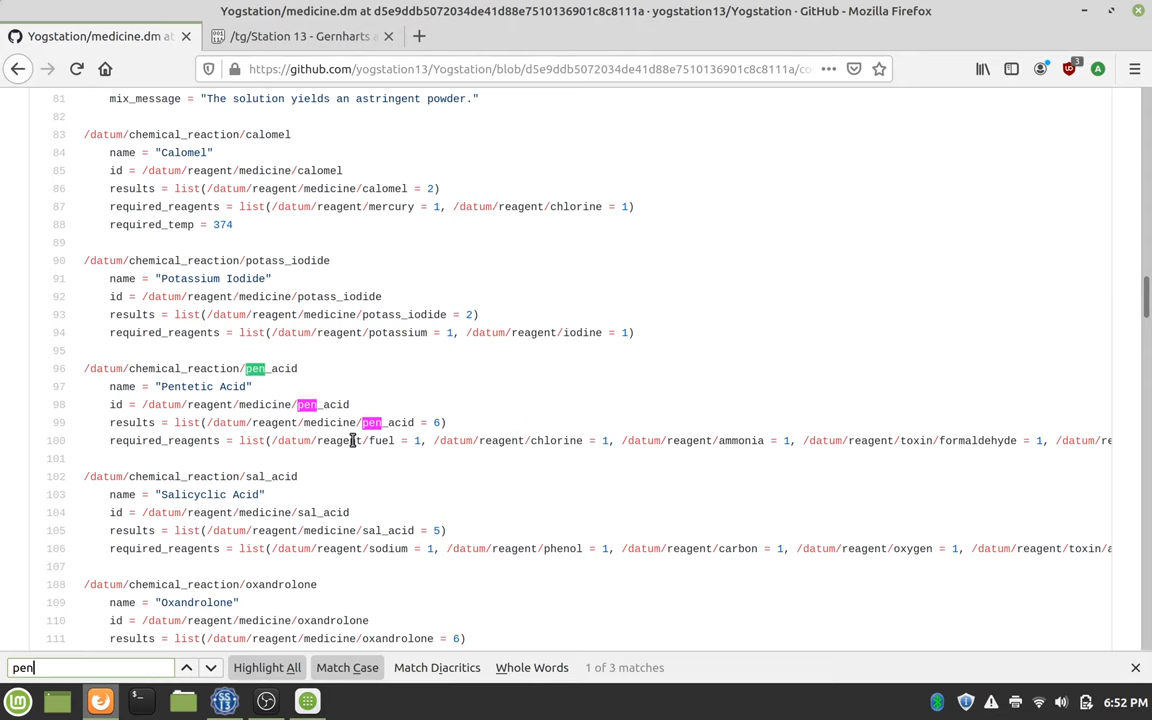 Yogstation/medicine.dm at d5e9ddb5072034de41d88e7510136901c8c8111a · yogstation13/Yogstation · GitHub - Mozilla Firefox
Yogstation/medicine.dm at
/tg/Station 13 - Gernharts a
https://github.com/yogstation13/Yogstation/blob/d5e9ddb5072034de41d88e7510136901c8c8111a/co
3
A
81 mix_message = "The solution yields an astringent powder."
82
83 /datum/chemical_reaction/calomel
84 name = "Calomel"
85 id = /datum/reagent/medicine/calomel
86 results = list(/datum/reagent/medicine/calomel = 2)
87 required_reagents = list(/datum/reagent/mercury = 1, /datum/reagent/chlorine = 1)
88 required_temp = 374
89
90 /datum/chemical_reaction/potass_iodide
91 name = "Potassium Iodide"
92 id = /datum/reagent/medicine/potass_iodide
93 results = list(/datum/reagent/medicine/potass_iodide = 2)
94 required_reagents = list(/datum/reagent/potassium = 1, /datum/reagent/iodine = 1)
95
96 /datum/chemical_reaction/pen_acid
97 name = "Pentetic Acid"
98 id = /datum/reagent/medicine/pen_acid
99 results = list(/datum/reagent/medicine/pen_acid = 6)
100 required_reagents = list(/datum/reagent/fuel = 1, /datum/reagent/chlorine = 1, /datum/reagent/ammonia = 1, /datum/reagent/toxin/formaldehyde = 1, /datum/re
101
102 /datum/chemical_reaction/sal_acid
103 name = "Salicyclic Acid"
104 id = /datum/reagent/medicine/sal_acid
105 results = list(/datum/reagent/medicine/sal_acid = 5)
106 required_reagents = list(/datum/reagent/sodium = 1, /datum/reagent/phenol = 1, /datum/reagent/carbon = 1, /datum/reagent/oxygen = 1, /datum/reagent/toxin/a
107
108 /datum/chemical_reaction/oxandrolone
109 name = "Oxandrolone"
110 id = /datum/reagent/medicine/oxandrolone
111 results = list(/datum/reagent/medicine/oxandrolone = 6)
pen Highlight All Match Case Match Diacritics Whole Words 1 of 3 matches
SS 13 6:52 PM